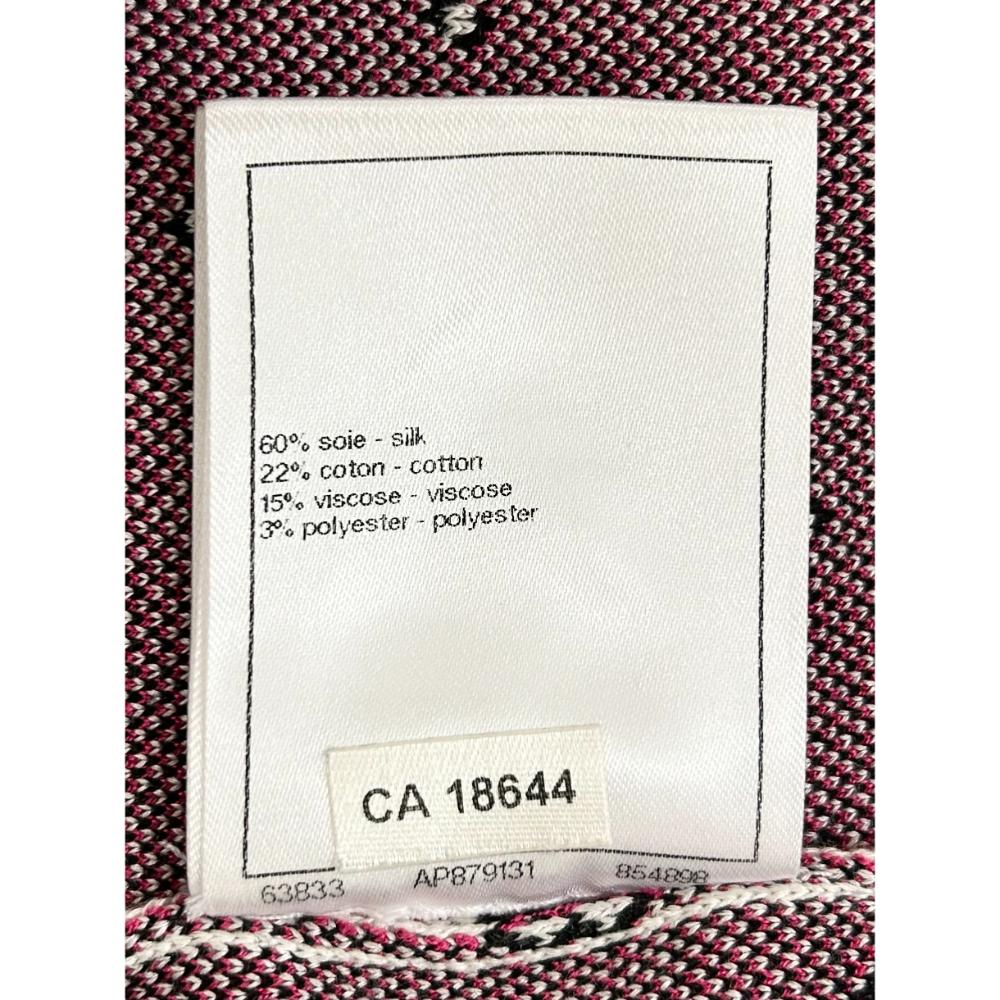 60% soie - silk
22% coton - cotton
15% viscose - viscose
3% polyester - polyester
CA 18644
63833 AP879131 854898